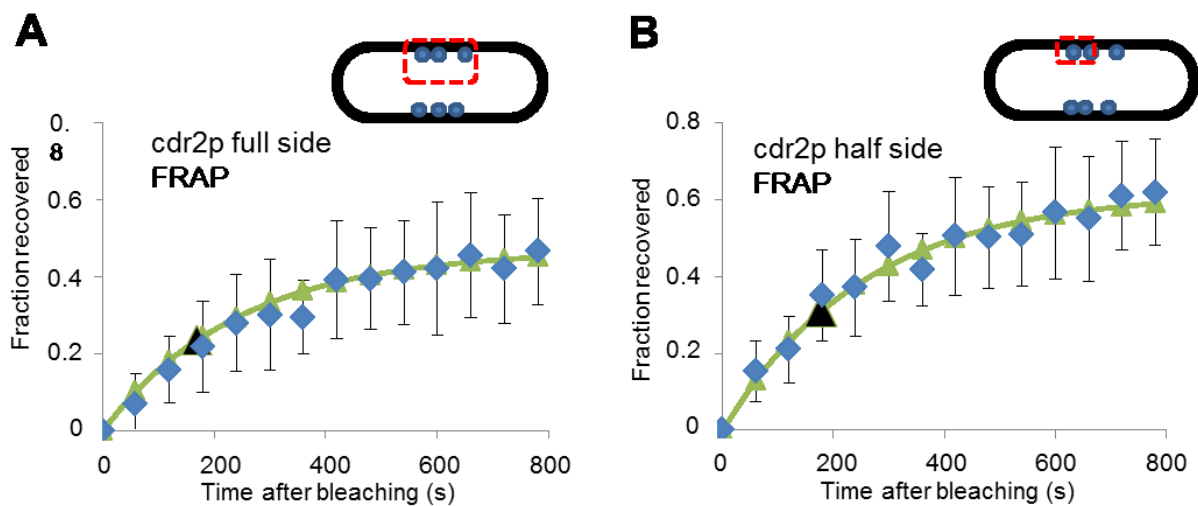 A
0.
8
cdr2p full side
FRAP
0.6
0.4
0.2
0
Fraction recovered
0 200 400 600 800
Time after bleaching (s)
B
0.8
cdr2p half side
FRAP
0.6
0.4
0.2
0
Fraction recovered
0 200 400 600 800
Time after bleaching (s)